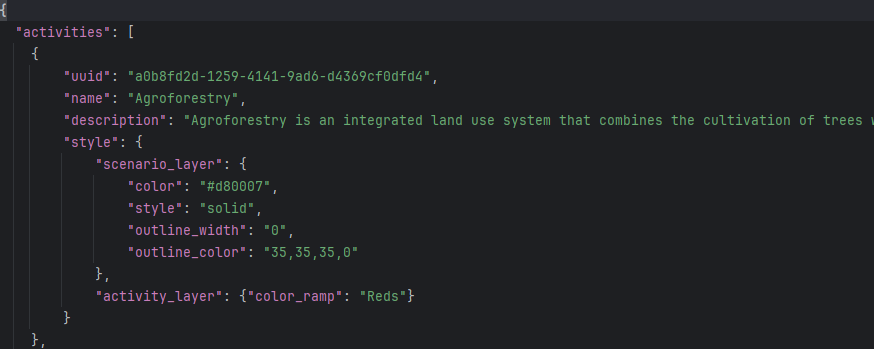 {
"activities": [
{
"uuid": "a0b8fd2d-1259-4141-9ad6-d4369cf0dfd4",
"name": "Agroforestry",
"description": "Agroforestry is an integrated land use system that combines the cultivation of trees
"style": {
"scenario_layer": {
"color": "#d80007",
"style": "solid",
"outline_width": "0",
"outline_color": "35,35,35,0"
},
"activity_layer": {"color_ramp": "Reds"}
}
},